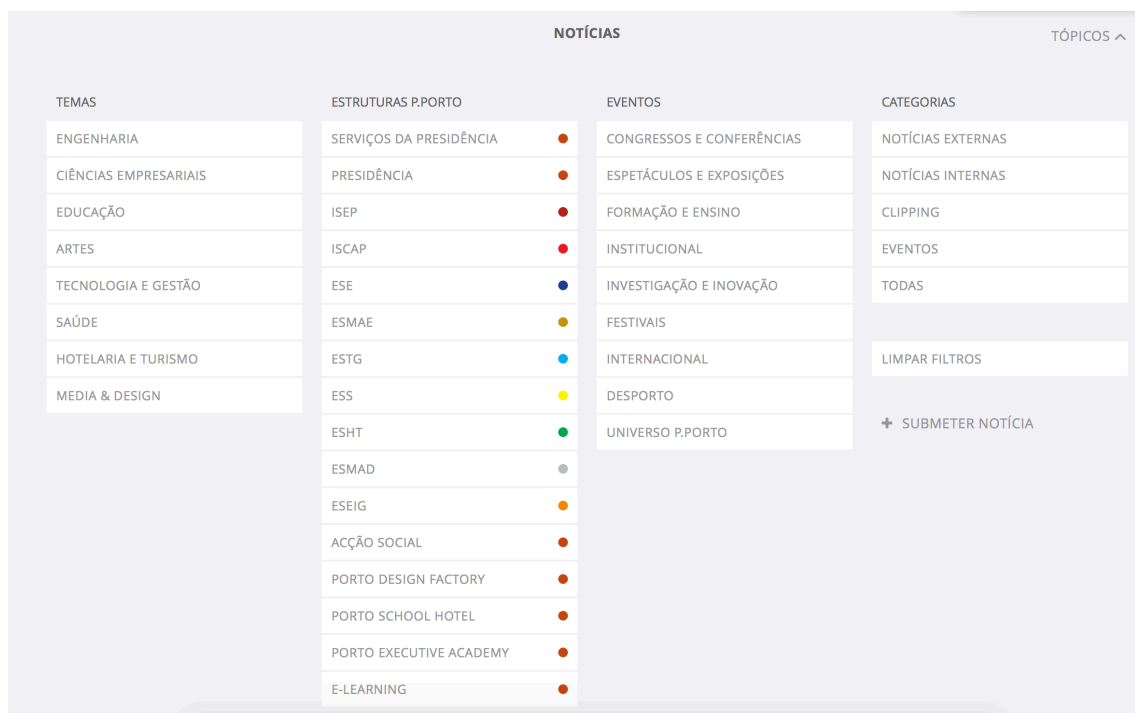 NOTÍCIAS
TÓPICOS
TEMAS
ENGENHARIA
CIÊNCIAS EMPRESARIAIS
EDUCAÇÃO
ARTES
TECNOLOGIA E GESTÃO
SAÚDE
HOTELARIA E TURISMO
MEDIA & DESIGN
ESTRUTURAS P.PORTO
SERVIÇOS DA PRESIDÊNCIA
PRESIDÊNCIA
ISEP
ISCAP
ESE
ESMAE
ESTG
ESS
ESHT
ESMAD
ESEIG
ACÇÃO SOCIAL
PORTO DESIGN FACTORY
PORTO SCHOOL HOTEL
PORTO EXECUTIVE ACADEMY
E-LEARNING
EVENTOS
CONGRESSOS E CONFERÊNCIAS
ESPETÁCULOS E EXPOSIÇÕES
FORMAÇÃO E ENSINO
INSTITUCIONAL
INVESTIGAÇÃO E INOVAÇÃO
FESTIVAIS
INTERNACIONAL
DESPORTO
UNIVERSO P.PORTO
CATEGORIAS
NOTÍCIAS EXTERNAS
NOTÍCIAS INTERNAS
CLIPPING
EVENTOS
TODAS
LIMPAR FILTROS
+ SUBMETER NOTÍCIA